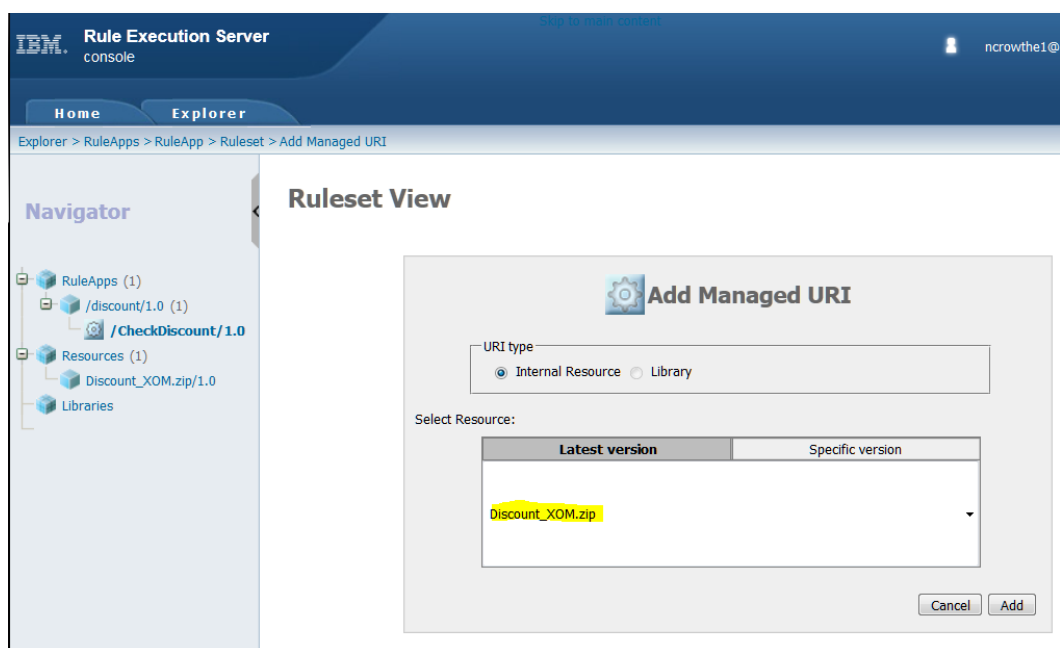 Skip to main content
IBM. Rule Execution Server
console
ncrowthe1@
Home Explorer
Explorer > RuleApps > RuleApp > Ruleset > Add Managed URI
Navigator
Ruleset View
RuleApps (1)
/discount/1.0 (1)
/CheckDiscount/1.0
Resources (1)
Discount_XOM.zip/1.0
Libraries
Add Managed URI
URI type
Internal Resource Library
Select Resource:
Latest version Specific version
Discount_XOM.zip
Cancel Add